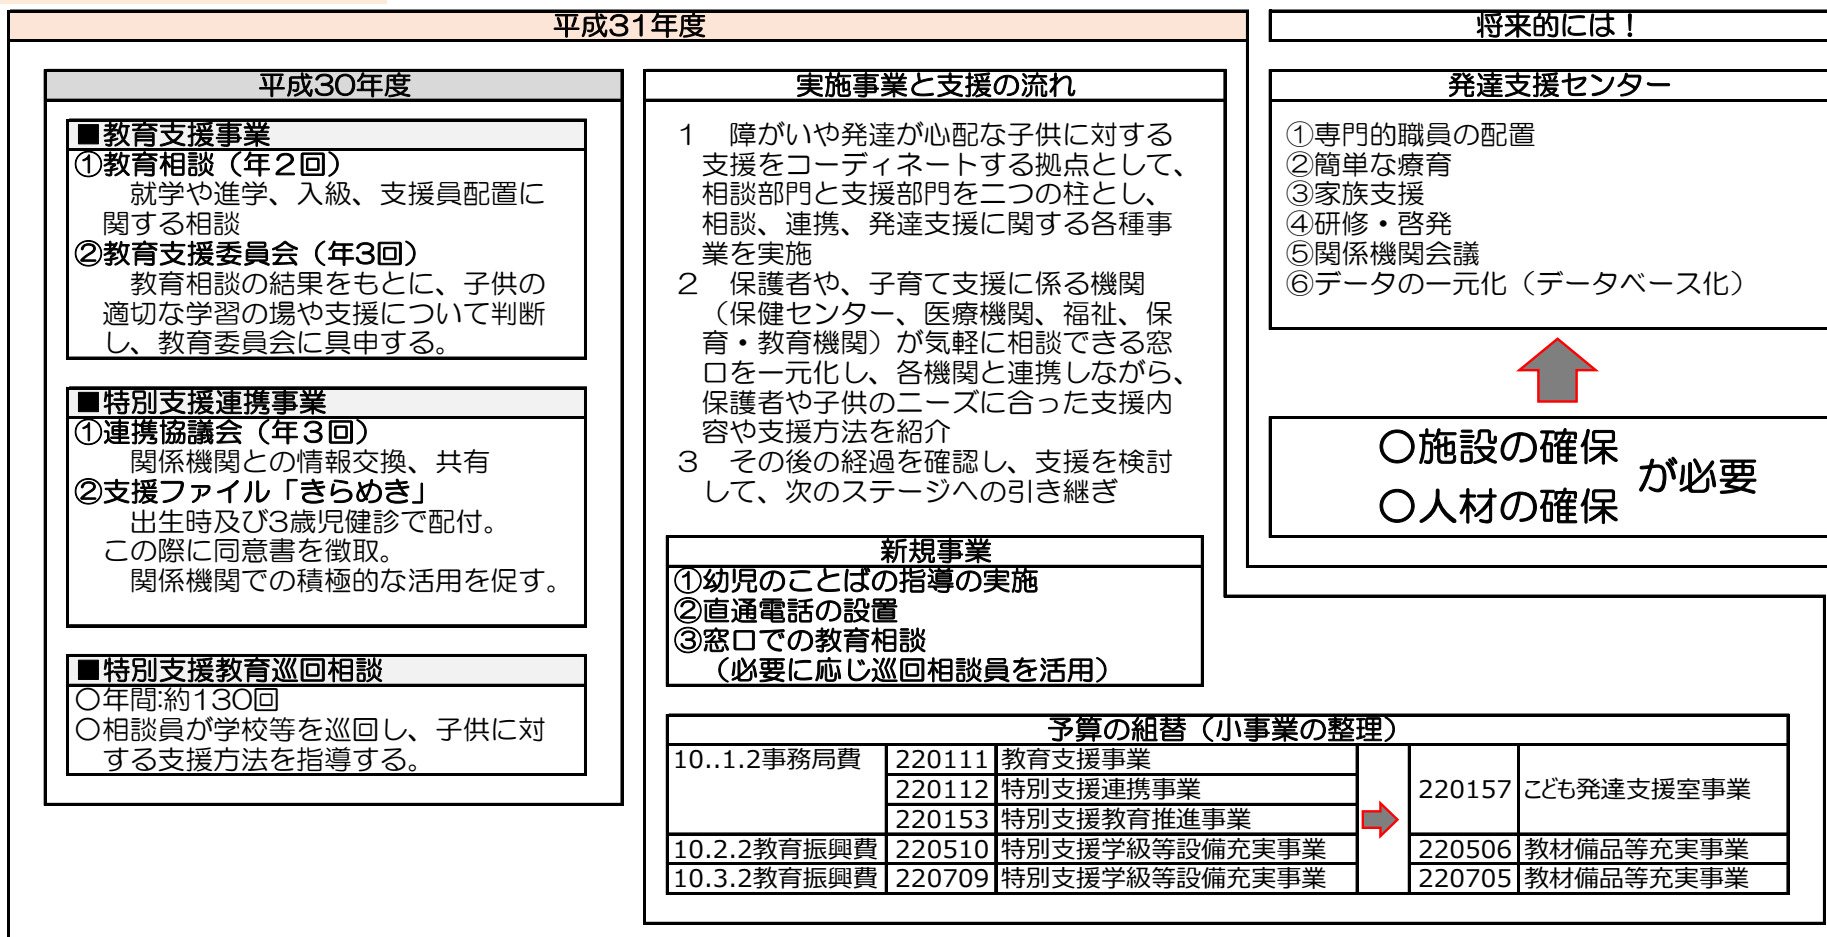 平成31年度
平成30年度
■教育支援事業
①教育相談（年２回）
就学や進学、入級、支援員配置に
関する相談
②教育支援委員会（年3回）
教育相談の結果をもとに、子供の
適切な学習の場や支援について判断
し、教育委員会に具申する。
■特別支援連携事業
①連携協議会（年３回）
関係機関との情報交換、共有
②支援ファイル「きらめき」
出生時及び3歳児健診で配付。
この際に同意書を徴取。
関係機関での積極的な活用を促す。
■特別支援教育巡回相談
○年間:約130回
○相談員が学校等を巡回し、子供に対
する支援方法を指導する。
実施事業と支援の流れ
１　障がいや発達が心配な子供に対する
支援をコーディネートする拠点として、
相談部門と支援部門を二つの柱とし、
相談、連携、発達支援に関する各種事
業を実施
２　保護者や、子育て支援に係る機関
（保健センター、医療機関、福祉、保
育・教育機関）が気軽に相談できる窓
口を一元化し、各機関と連携しながら、
保護者や子供のニーズに合った支援内
容や支援方法を紹介
３　その後の経過を確認し、支援を検討
して、次のステージへの引き継ぎ
新規事業
①幼児のことばの指導の実施
②直通電話の設置
③窓口での教育相談
（必要に応じ巡回相談員を活用）
予算の組替（小事業の整理）
10..1.2事務局費 220111 教育支援事業
220112 特別支援連携事業 220157 こども発達支援室事業
220153 特別支援教育推進事業
10.2.2教育振興費 220510 特別支援学級等設備充実事業 220506 教材備品等充実事業
10.3.2教育振興費 220709 特別支援学級等設備充実事業 220705 教材備品等充実事業
将来的には！
発達支援センター
①専門的職員の配置
②簡単な療育
③家族支援
④研修・啓発
⑤関係機関会議
⑥データの一元化（データベース化）
○施設の確保
○人材の確保
が必要